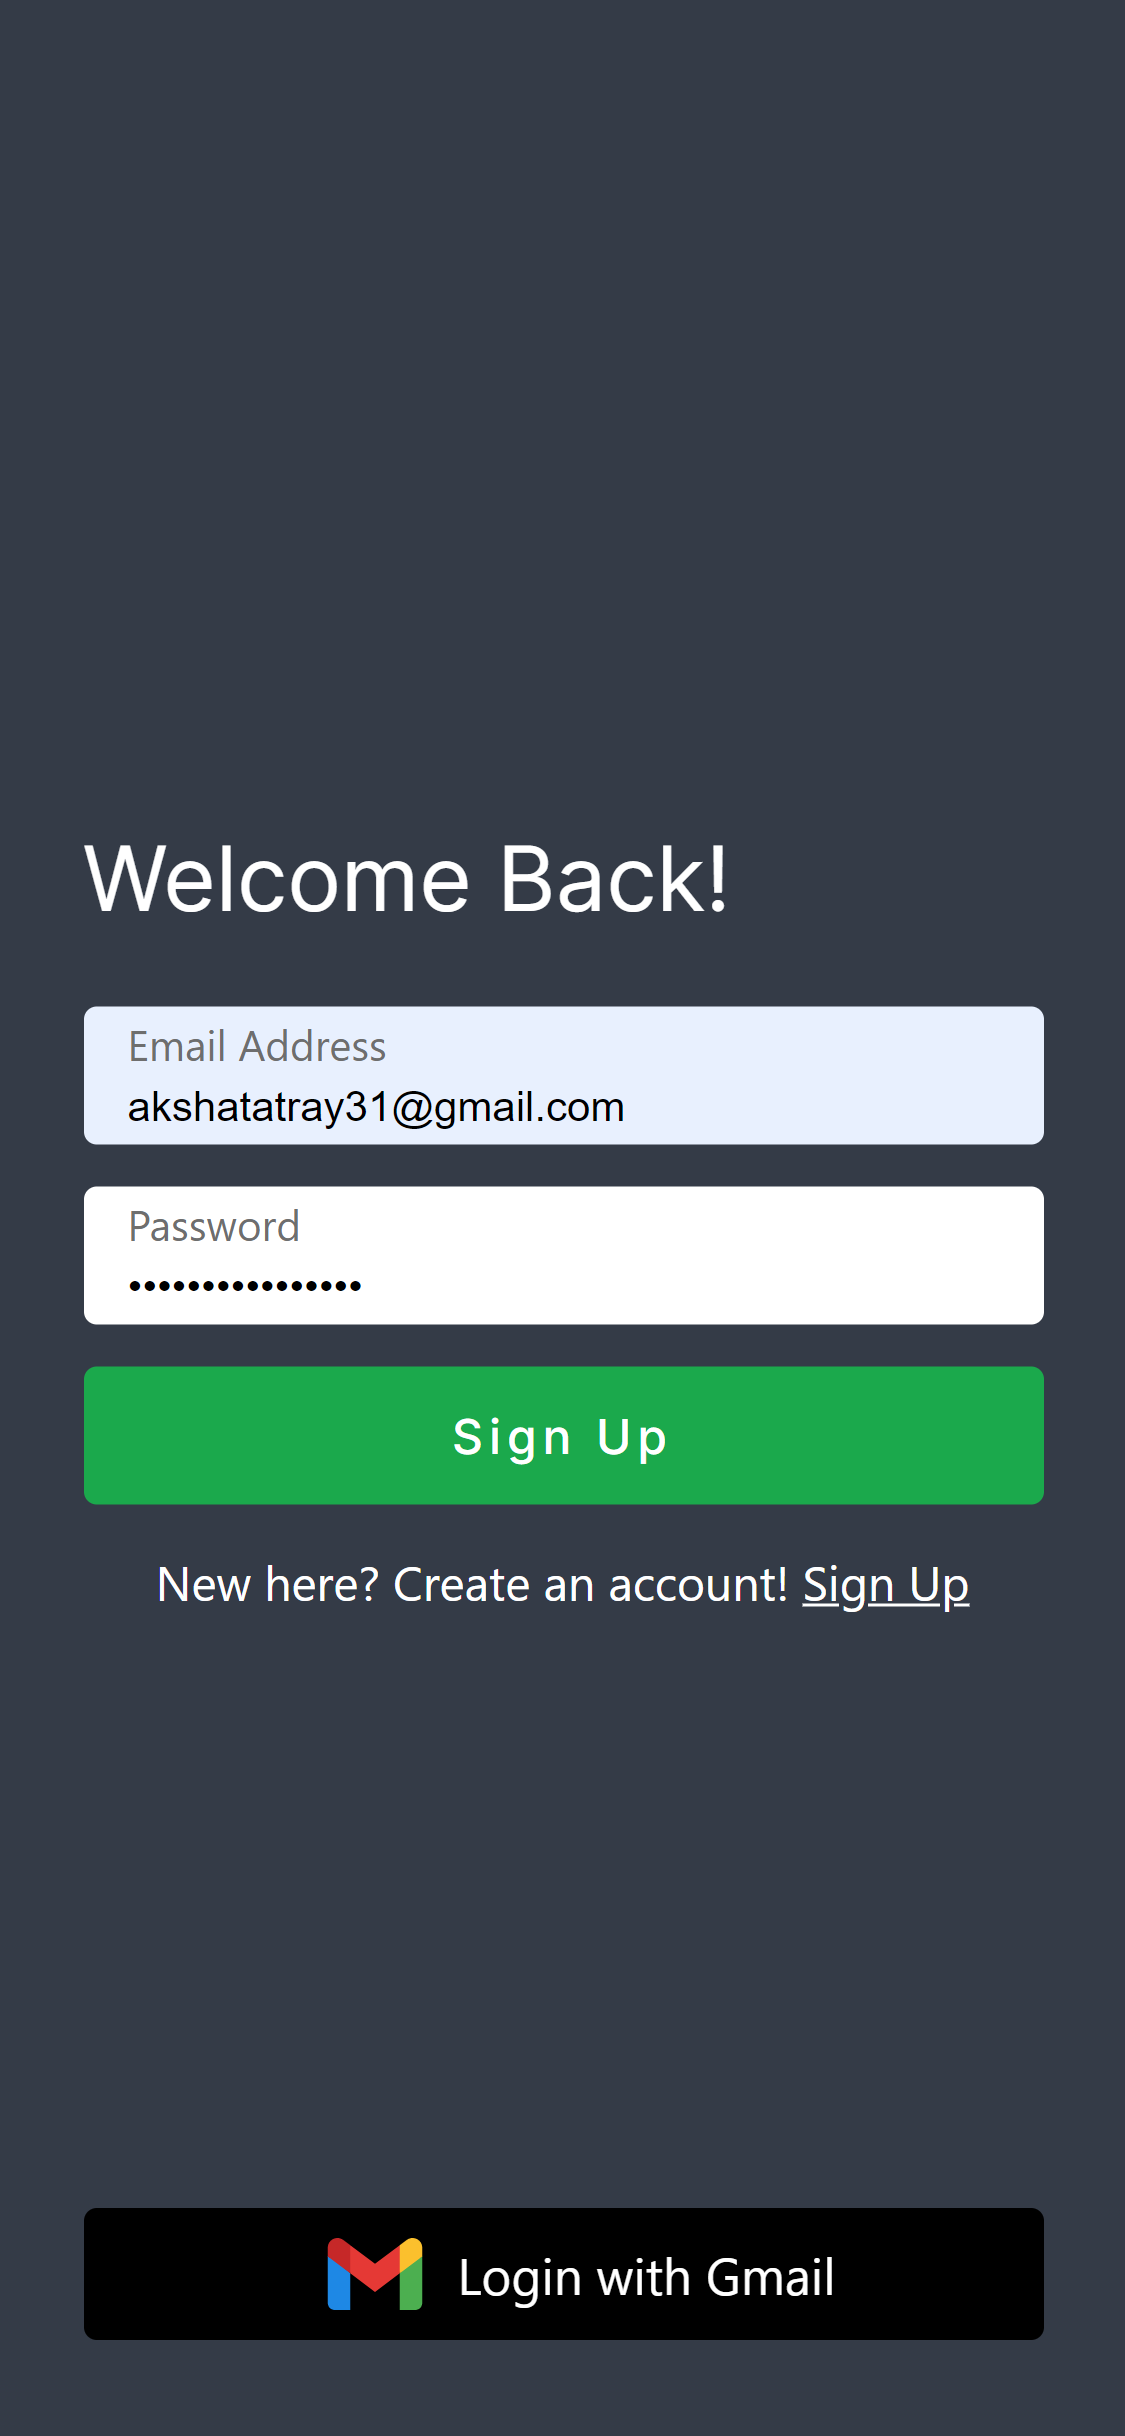 Welcome Back!
Email Address
akshatatray31@gmail.com
Password
••••••••••••••••
Sign Up
New here? Create an account! Sign Up
Login with Gmail